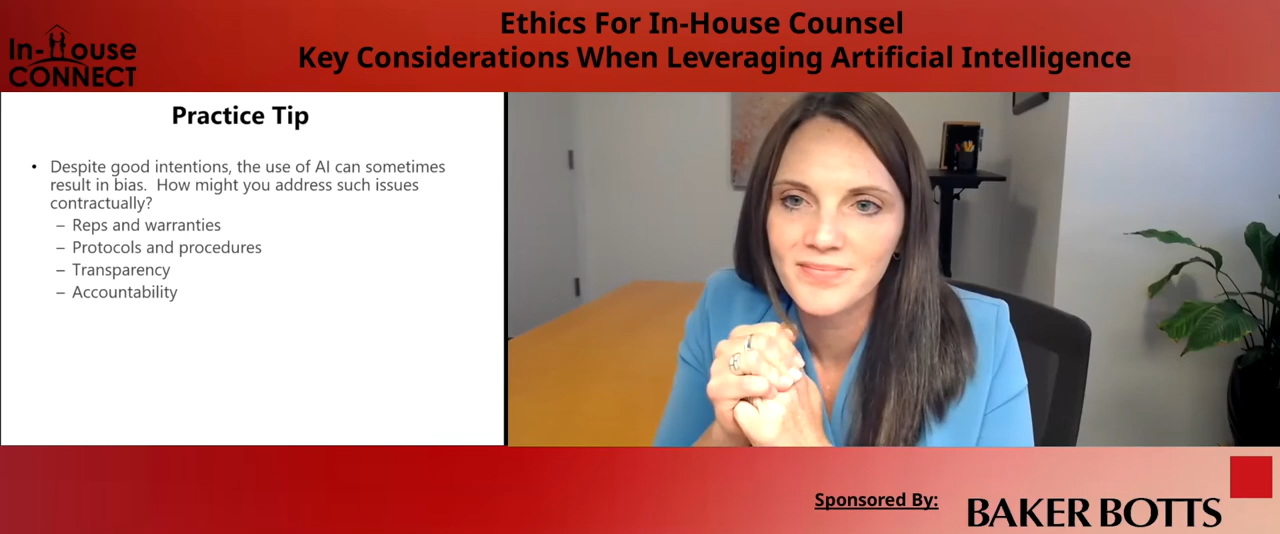 Ethics For In-House Counsel
Key Considerations When Leveraging Artificial Intelligence
In-House
CONNECT
Practice Tip
• Despite good intentions, the use of AI can sometimes
result in bias.  How might you address such issues
contractually?
– Reps and warranties
– Protocols and procedures
– Transparency
– Accountability
Sponsored By:
BAKER BOTTS